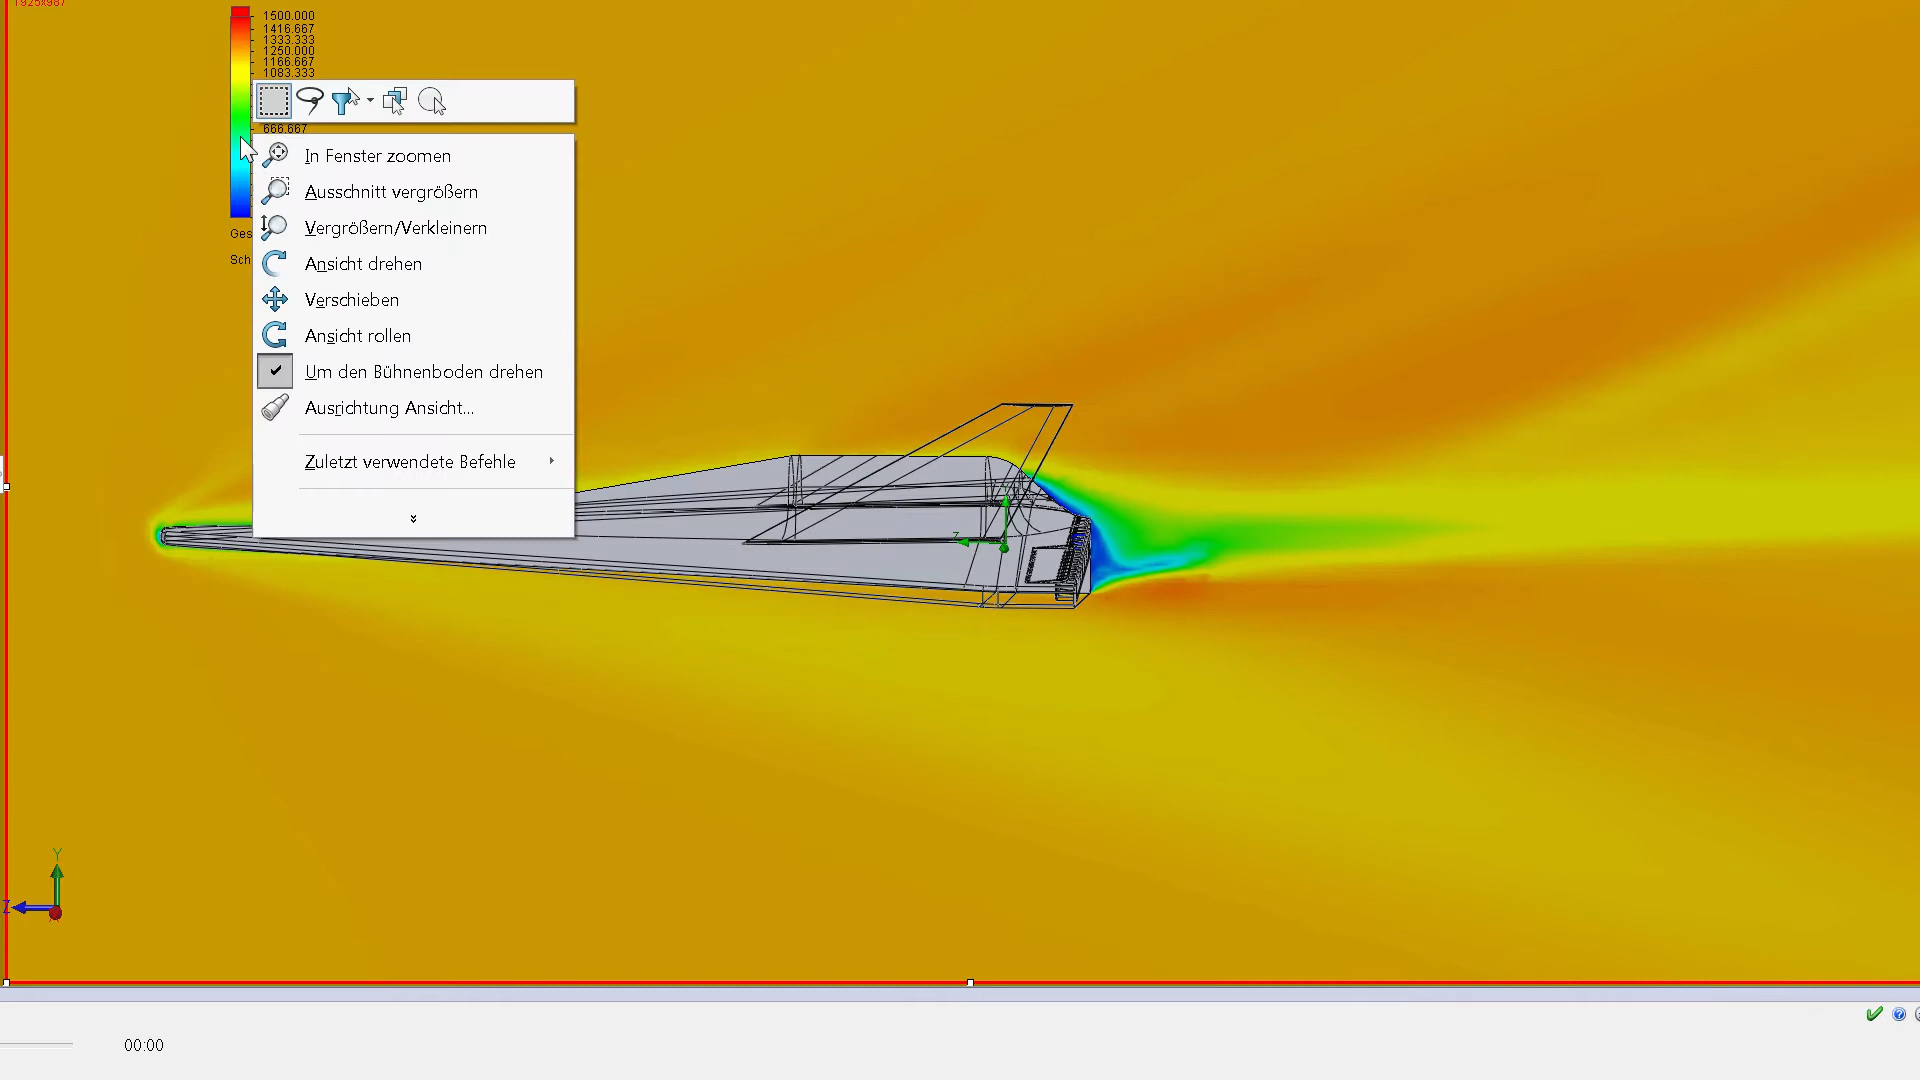 1925x987
1500.000
1416.667
1333.333
1250.000
1166.667
1083.333
666.667
In Fenster zoomen
Ausschnitt vergrößern
Vergrößern/Verkleinern
Ges
Ansicht drehen
Sch
Verschieben
Ansicht rollen
Um den Bühnenboden drehen
Ausrichtung Ansicht...
Zuletzt verwendete Befehle
Z
Y
Z
X
00:00